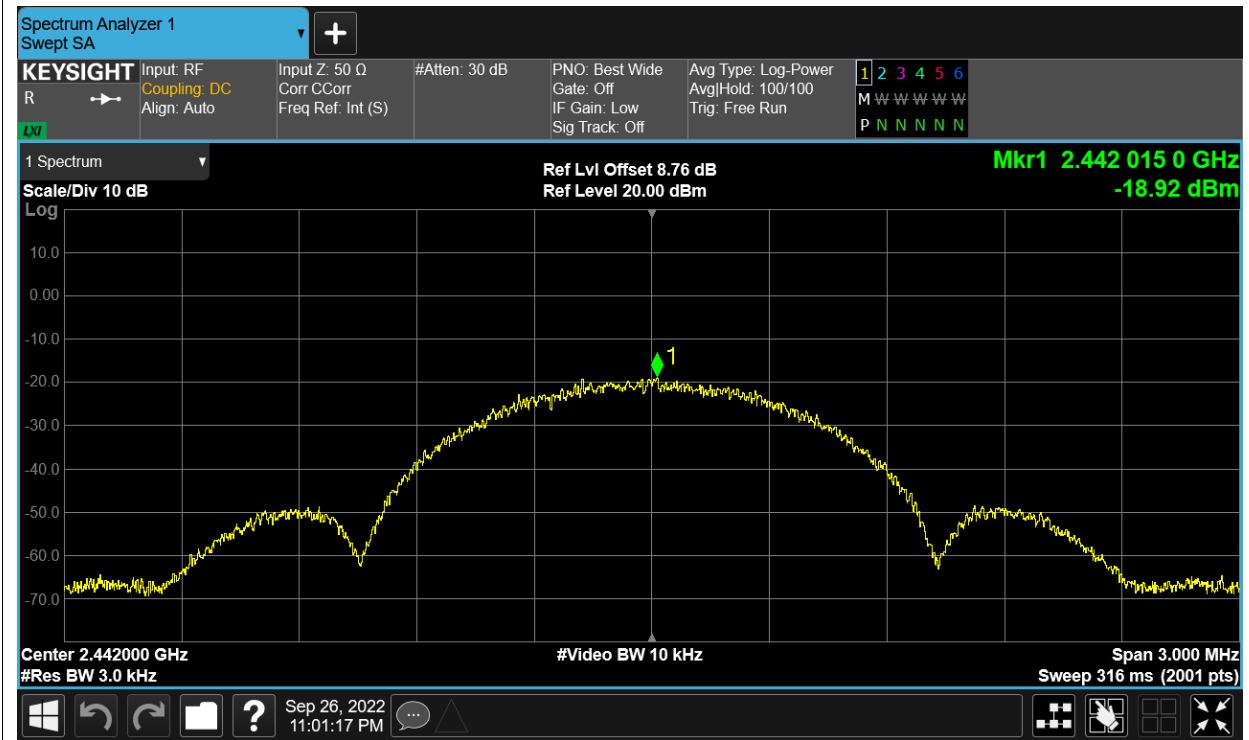 Spectrum Analyzer 1
Swept SA
+
KEYSIGHT
R
LXI
Input: RF
Coupling: DC
Align: Auto
Input Z: 50 Ω
Corr CCorr
Freq Ref: Int (S)
#Atten: 30 dB
PNO: Best Wide
Gate: Off
IF Gain: Low
Sig Track: Off
Avg Type: Log-Power
Avg|Hold: 100/100
Trig: Free Run
1 2 3 4 5 6
M W W W W W
P N N N N N
1 Spectrum
Scale/Div 10 dB
Log
Ref Lvl Offset 8.76 dB
Ref Level 20.00 dBm
Mkr1 2.442 015 0 GHz
-18.92 dBm
10.0
0.00
-10.0
1
-20.0
-30.0
-40.0
-50.0
-60.0
-70.0
Center 2.442000 GHz
#Video BW 10 kHz
Span 3.000 MHz
#Res BW 3.0 kHz
Sweep 316 ms (2001 pts)
?
Sep 26, 2022
11:01:17 PM